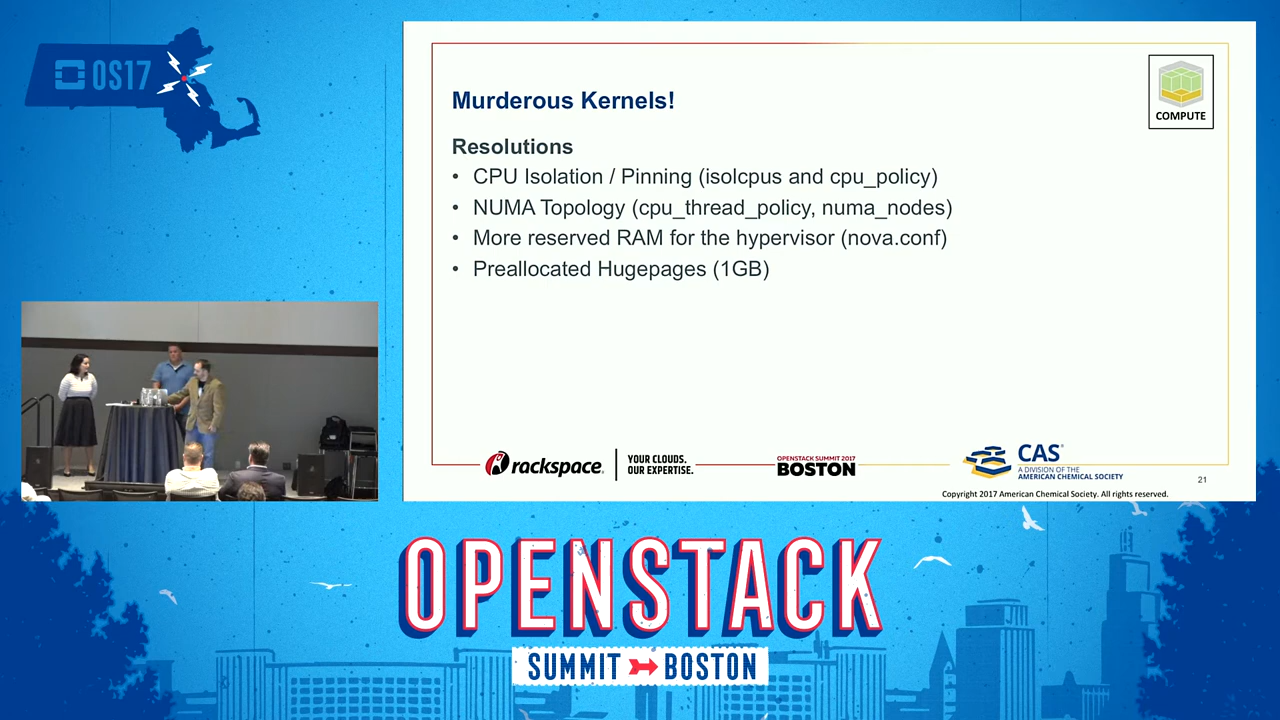 OS17
Murderous Kernels!
COMPUTE
Resolutions
• CPU Isolation / Pinning (isolcpus and cpu_policy)
• NUMA Topology (cpu_thread_policy, numa_nodes)
• More reserved RAM for the hypervisor (nova.conf)
• Preallocated Hugepages (1GB)
rackspace®
YOUR CLOUDS.
OUR EXPERTISE.
OPENSTACK SUMMIT 2017
BOSTON
CAS®
A DIVISION OF THE
AMERICAN CHEMICAL SOCIETY
21
Copyright 2017 American Chemical Society. All rights reserved.
OPENSTACK
SUMMIT BOSTON